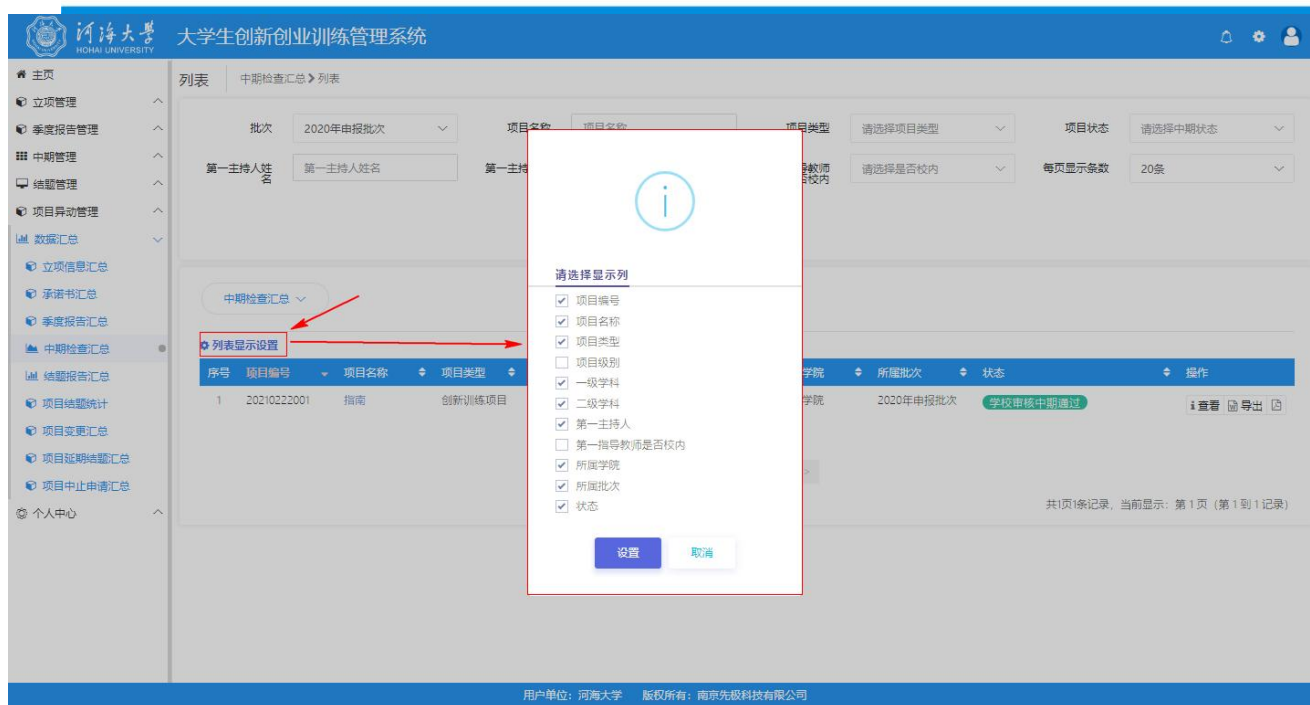 河海大学
HOHAI UNIVERSITY
大学生创新创业训练管理系统
主页
立项管理
季度报告管理
中期管理
结题管理
项目异动管理
数据汇总
立项信息汇总
承诺书汇总
季度报告汇总
中期检查汇总
结题报告汇总
项目结题统计
项目变更汇总
项目延期结题汇总
项目中止申请汇总
个人中心
列表 中期检查汇总 > 列表
批次 2020年申报批次 项目名称 项目名称 项目类型 请选择项目类型 项目状态 请选择中期状态
第一主持人姓名 第一主持人姓名 第一主持 请选择是否校内 每页显示条数 20条
中期检查汇总
列表显示设置
序号 项目编号 项目名称 项目类型 学院 所属批次 状态 操作
1 20210222001 指南 创新训练项目 学院 2020年申报批次 学校审核中期通过 查看 导出
共1页1条记录，当前显示：第1页（第1到1记录）
请选择显示列
项目编号
项目名称
项目类型
项目级别
一级学科
二级学科
第一主持人
第一指导教师是否校内
所属学院
所属批次
状态
设置 取消
用户单位：河海大学 版权所有：南京先极科技有限公司